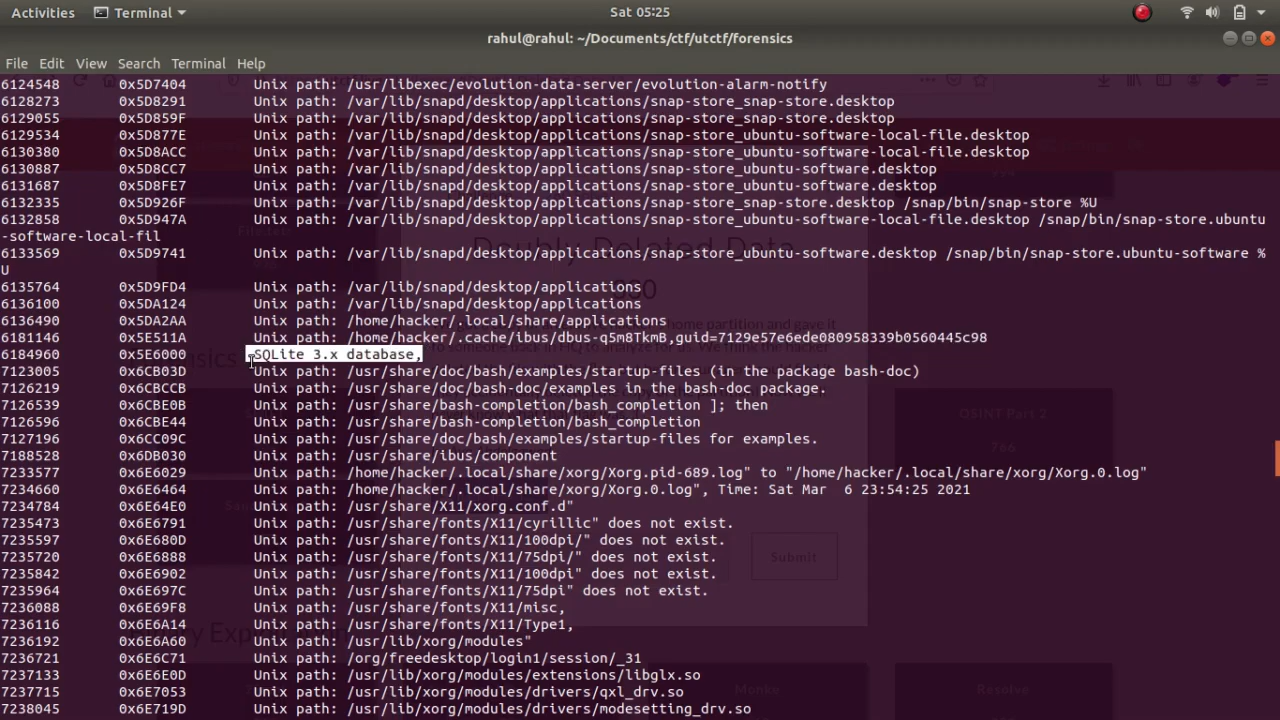 Activities Terminal Sat 05:25
rahul@rahul: ~/Documents/ctf/utctf/forensics
File Edit View Search Terminal Help
6124548 0x5D7404 Unix path: /usr/libexec/evolution-data-server/evolution-alarm-notify
6128273 0x5D8291 Unix path: /var/lib/snapd/desktop/applications/snap-store_snap-store.desktop
6129055 0x5D859F Unix path: /var/lib/snapd/desktop/applications/snap-store_snap-store.desktop
6129534 0x5D877E Unix path: /var/lib/snapd/desktop/applications/snap-store_ubuntu-software-local-file.desktop
6130380 0x5D8ACC Unix path: /var/lib/snapd/desktop/applications/snap-store_ubuntu-software-local-file.desktop
6130887 0x5D8CC7 Unix path: /var/lib/snapd/desktop/applications/snap-store_ubuntu-software.desktop
6131687 0x5D8FE7 Unix path: /var/lib/snapd/desktop/applications/snap-store_ubuntu-software.desktop
6132335 0x5D926F Unix path: /var/lib/snapd/desktop/applications/snap-store_snap-store.desktop /snap/bin/snap-store %U
6132858 0x5D947A Unix path: /var/lib/snapd/desktop/applications/snap-store_ubuntu-software-local-file.desktop /snap/bin/snap-store.ubuntu
-software-local-fil
6133569 0x5D9741 Unix path: /var/lib/snapd/desktop/applications/snap-store_ubuntu-software.desktop /snap/bin/snap-store.ubuntu-software %
U
6135764 0x5D9FD4 Unix path: /var/lib/snapd/desktop/applications
6136100 0x5DA124 Unix path: /var/lib/snapd/desktop/applications
6136490 0x5DA2AA Unix path: /home/hacker/.local/share/applications
6181146 0x5E511A Unix path: /home/hacker/.cache/ibus/dbus-q5m8TkmB,guid=7129e57e6ede080958339b0560445c98
6184960 0x5E6000 SQLite 3.x database,
7123005 0x6CB03D Unix path: /usr/share/doc/bash/examples/startup-files (in the package bash-doc)
7126219 0x6CBCCB Unix path: /usr/share/doc/bash-doc/examples in the bash-doc package.
7126539 0x6CBE0B Unix path: /usr/share/bash-completion/bash_completion ]; then
7126596 0x6CBE44 Unix path: /usr/share/bash-completion/bash_completion
7127196 0x6CC09C Unix path: /usr/share/doc/bash/examples/startup-files for examples.
7188528 0x6DB030 Unix path: /usr/share/ibus/component
7233577 0x6E6029 Unix path: /home/hacker/.local/share/xorg/Xorg.pid-689.log" to "/home/hacker/.local/share/xorg/Xorg.0.log"
7234660 0x6E6464 Unix path: /home/hacker/.local/share/xorg/Xorg.0.log", Time: Sat Mar  6 23:54:25 2021
7234784 0x6E64E0 Unix path: /usr/share/X11/xorg.conf.d"
7235473 0x6E6791 Unix path: /usr/share/fonts/X11/cyrillic" does not exist.
7235597 0x6E680D Unix path: /usr/share/fonts/X11/100dpi/" does not exist.
7235720 0x6E6888 Unix path: /usr/share/fonts/X11/75dpi/" does not exist.
7235842 0x6E6902 Unix path: /usr/share/fonts/X11/100dpi" does not exist.
7235964 0x6E697C Unix path: /usr/share/fonts/X11/75dpi" does not exist.
7236088 0x6E69F8 Unix path: /usr/share/fonts/X11/misc,
7236116 0x6E6A14 Unix path: /usr/share/fonts/X11/Type1,
7236192 0x6E6A60 Unix path: /usr/lib/xorg/modules"
7236721 0x6E6C71 Unix path: /org/freedesktop/login1/session/_31
7237133 0x6E6E0D Unix path: /usr/lib/xorg/modules/extensions/libglx.so
7237715 0x6E7053 Unix path: /usr/lib/xorg/modules/drivers/qxl_drv.so
7238045 0x6E719D Unix path: /usr/lib/xorg/modules/drivers/modesetting_drv.so
Doubly Deleted Data
OSINT Part 2
786
Submit
Monke
Resolve